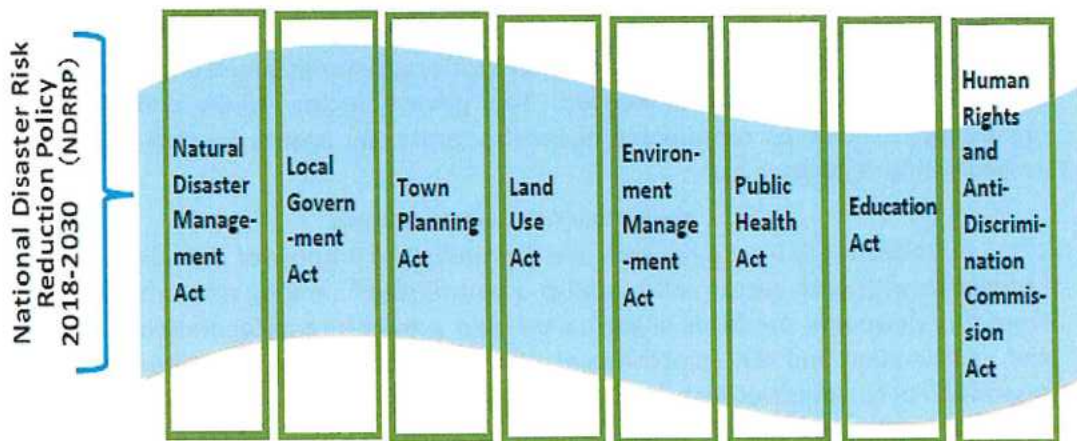 National Disaster Risk
Reduction Policy
2018-2030 (NDRRP)
Natural
Disaster
Manage-
ment
Act
Local
Govern
-ment
Act
Town
Planning
Act
Land
Use
Act
Environ-
ment
Manage
-ment
Act
Public
Health
Act
Education
Act
Human
Rights
and
Anti-
Discrimi-
nation
Commis-
sion
Act